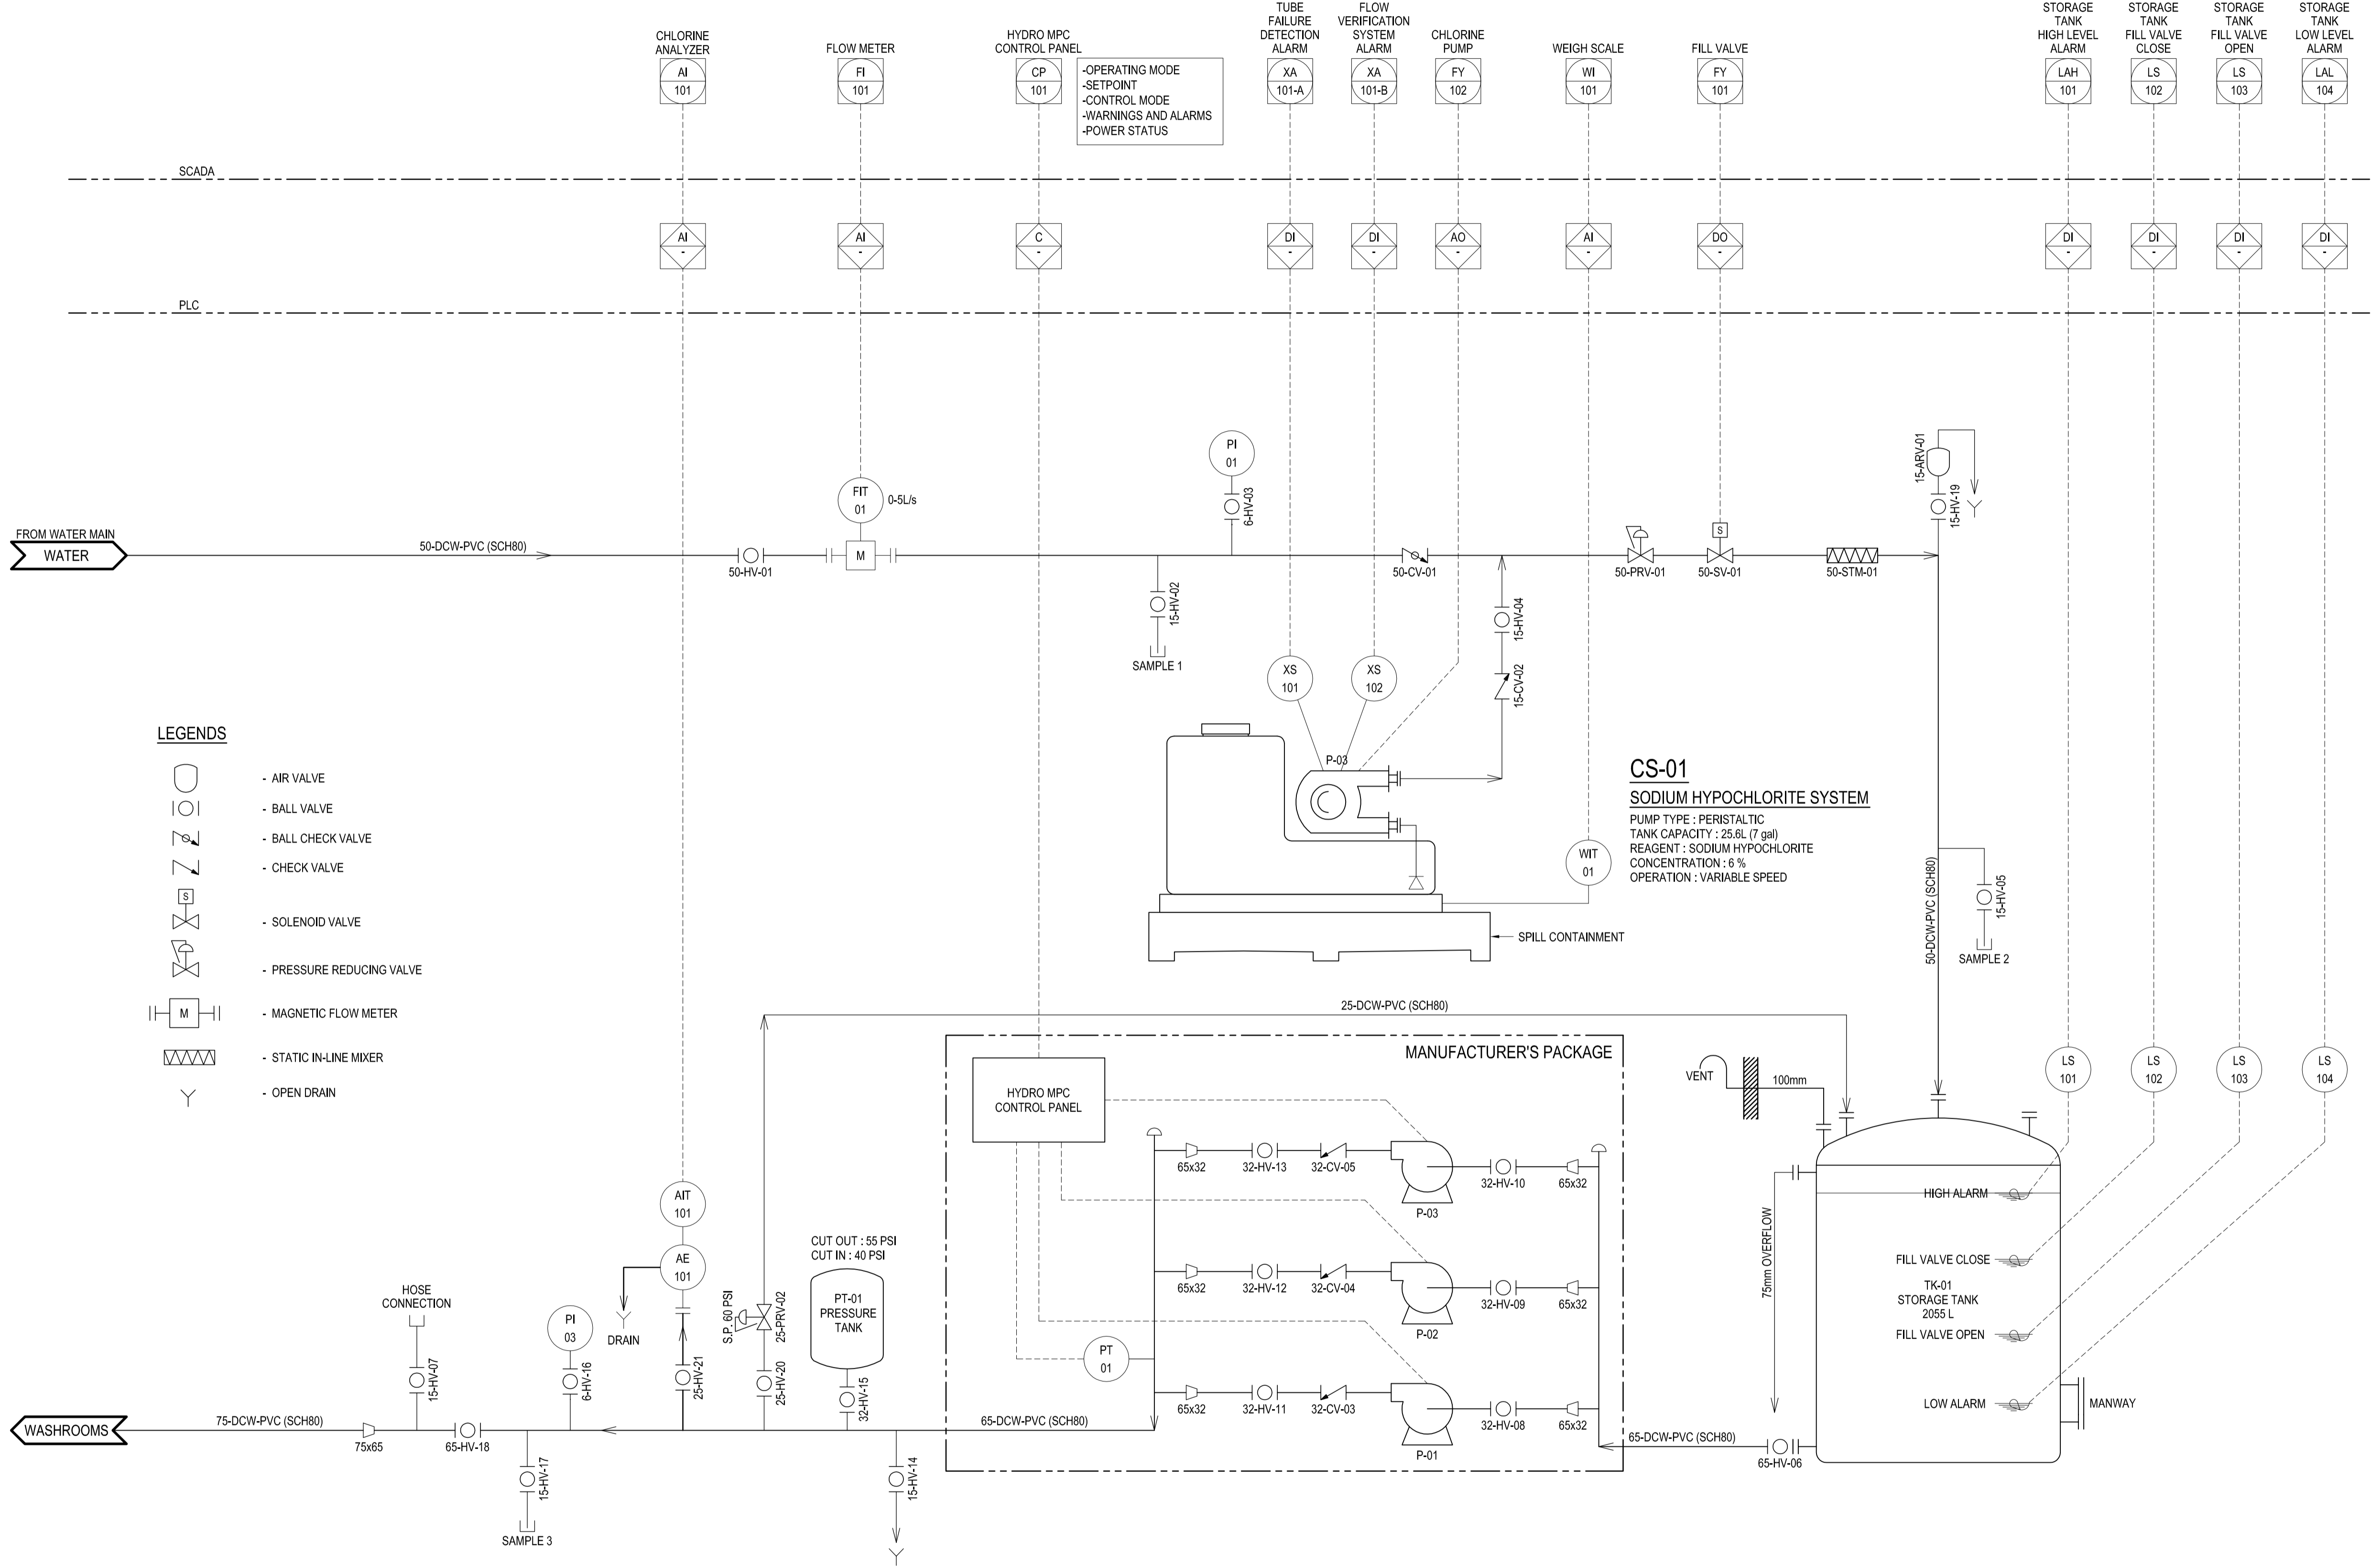 CHLORINE
ANALYZER
AI
101
FLOW METER
FI
101
HYDRO MPC
CONTROL PANEL
CP
101
-OPERATING MODE
-SETPOINT
-CONTROL MODE
-WARNINGS AND ALARMS
-POWER STATUS
TUBE
FAILURE
DETECTION
ALARM
XA
101-A
FLOW
VERIFICATION
SYSTEM
ALARM
XA
101-B
CHLORINE
PUMP
FY
102
WEIGH SCALE
WI
101
FILL VALVE
FY
101
STORAGE
TANK
HIGH LEVEL
ALARM
LAH
101
STORAGE
TANK
FILL VALVE
CLOSE
LS
102
STORAGE
TANK
FILL VALVE
OPEN
LS
103
STORAGE
TANK
LOW LEVEL
ALARM
LAL
104
SCADA
AI
-
AI
-
C
-
DI
-
DI
-
AO
-
AI
-
DO
-
DI
-
DI
-
DI
-
DI
-
PLC
FROM WATER MAIN
WATER
50-DCW-PVC (SCH80)
50-HV-01
FIT
01
0-5L/s
M
PI
01
6-HV-03
15-HV-02
SAMPLE 1
50-CV-01
15-HV-04
15-CV-02
50-PRV-01
S
50-SV-01
50-STM-01
15-ARV-01
15-HV-19
XS
101
XS
102
P-03
WIT
01
SPILL CONTAINMENT
CS-01
SODIUM HYPOCHLORITE SYSTEM
PUMP TYPE : PERISTALTIC
TANK CAPACITY : 25.6L (7 gal)
REAGENT : SODIUM HYPOCHLORITE
CONCENTRATION : 6 %
OPERATION : VARIABLE SPEED
50-DCW-PVC (SCH80)
15-HV-05
SAMPLE 2
LEGENDS
- AIR VALVE
- BALL VALVE
- BALL CHECK VALVE
- CHECK VALVE
S
- SOLENOID VALVE
- PRESSURE REDUCING VALVE
M
- MAGNETIC FLOW METER
- STATIC IN-LINE MIXER
- OPEN DRAIN
25-DCW-PVC (SCH80)
MANUFACTURER'S PACKAGE
HYDRO MPC
CONTROL PANEL
65x32
32-HV-13
32-CV-05
P-03
32-HV-10
65x32
65x32
32-HV-12
32-CV-04
P-02
32-HV-09
65x32
PT
01
65x32
32-HV-11
32-CV-03
P-01
32-HV-08
65x32
VENT
100mm
LS
101
LS
102
LS
103
LS
104
75mm OVERFLOW
HIGH ALARM
FILL VALVE CLOSE
TK-01
STORAGE TANK
2055 L
FILL VALVE OPEN
LOW ALARM
MANWAY
65-DCW-PVC (SCH80)
65-HV-06
AIT
101
AE
101
DRAIN
25-HV-21
S.P. 60 PSI
25-PRV-02
25-HV-20
CUT OUT : 55 PSI
CUT IN : 40 PSI
PT-01
PRESSURE
TANK
32-HV-15
HOSE
CONNECTION
15-HV-07
PI
03
6-HV-16
WASHROOMS
75-DCW-PVC (SCH80)
75x65
65-HV-18
65-DCW-PVC (SCH80)
15-HV-17
SAMPLE 3
15-HV-14